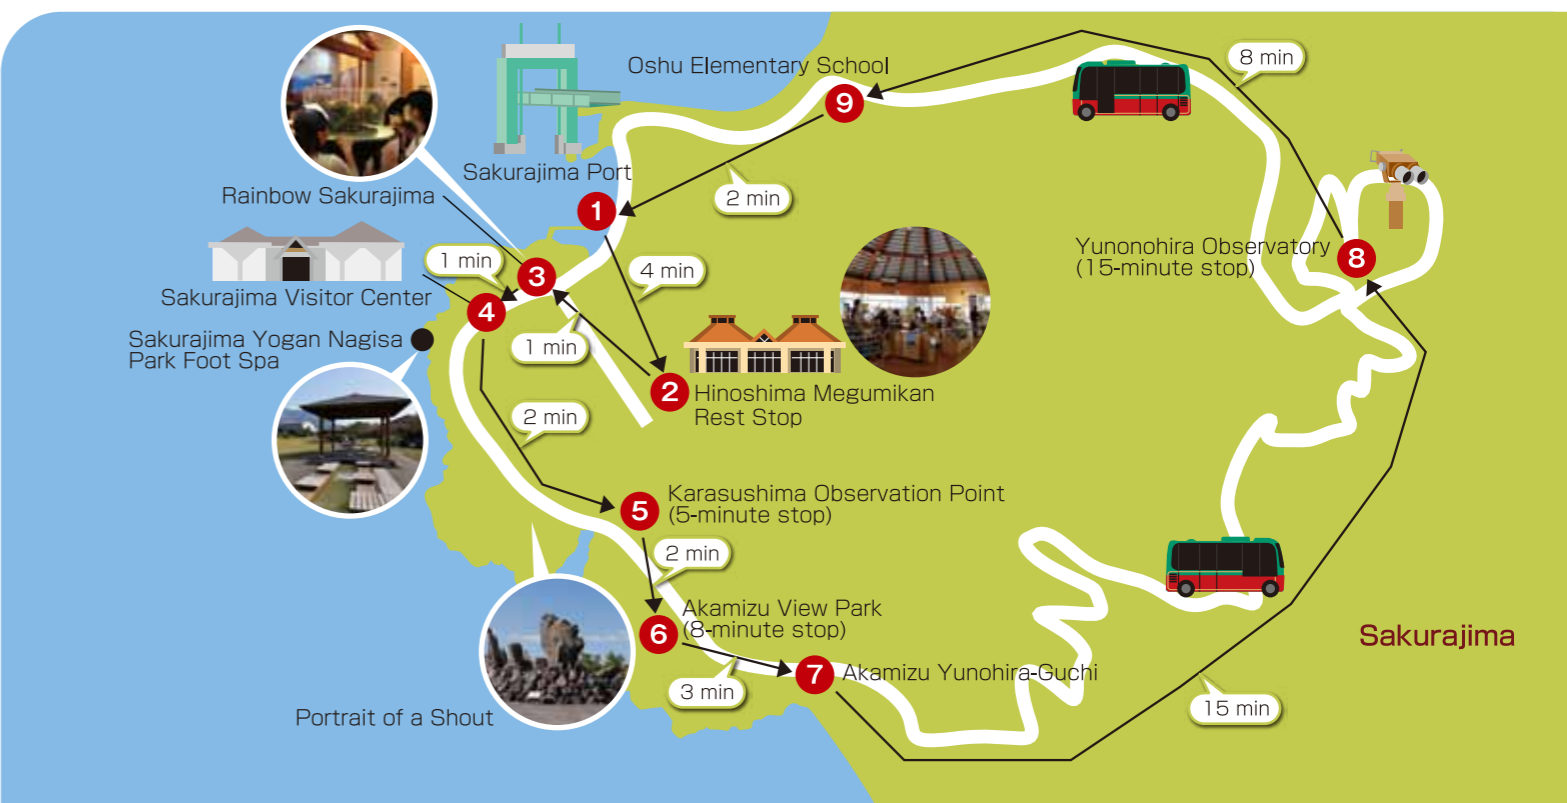 Oshu Elementary School
9
8 min
Sakurajima Port
1
2 min
Rainbow Sakurajima
3
1 min
4 min
Yunonohira Observatory
(15-minute stop)
8
Sakurajima Visitor Center
4
Sakurajima Yogan Nagisa
Park Foot Spa
1 min
2
Hinoshima Megumikan
Rest Stop
2 min
5
Karasushima Observation Point
(5-minute stop)
2 min
6
Akamizu View Park
(8-minute stop)
Sakurajima
7
Akamizu Yunohira-Guchi
3 min
15 min
Portrait of a Shout